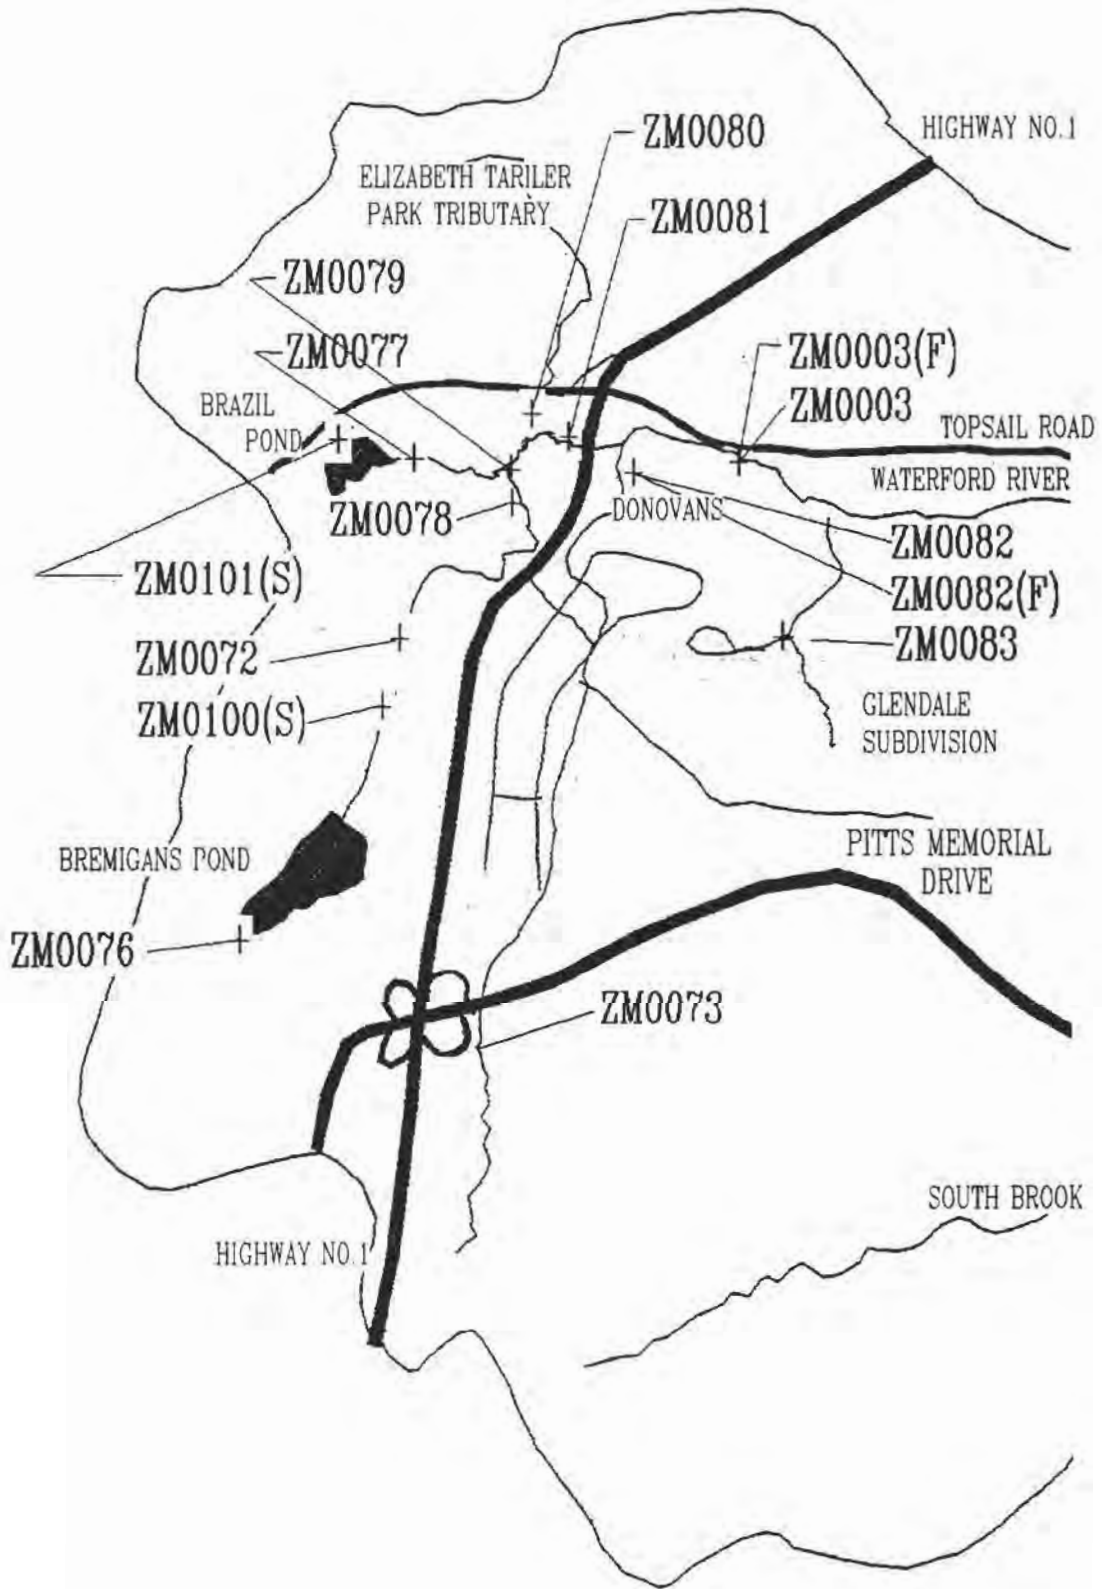 HIGHWAY NO.1
ZM0080
ELIZABETH TARILER
PARK TRIBUTARY
ZM0081
ZM0079
ZM0077
ZM0003(F)
ZM0003
BRAZIL
POND
TOPSAIL ROAD
WATERFORD RIVER
ZM0078
DONOVANS
ZM0082
ZM0101(S)
ZM0082(F)
ZM0072
ZM0083
ZM0100(S)
GLENDALE
SUBDIVISION
BREMIGANS POND
PITTS MEMORIAL
DRIVE
ZM0076
ZM0073
SOUTH BROOK
HIGHWAY NO.1